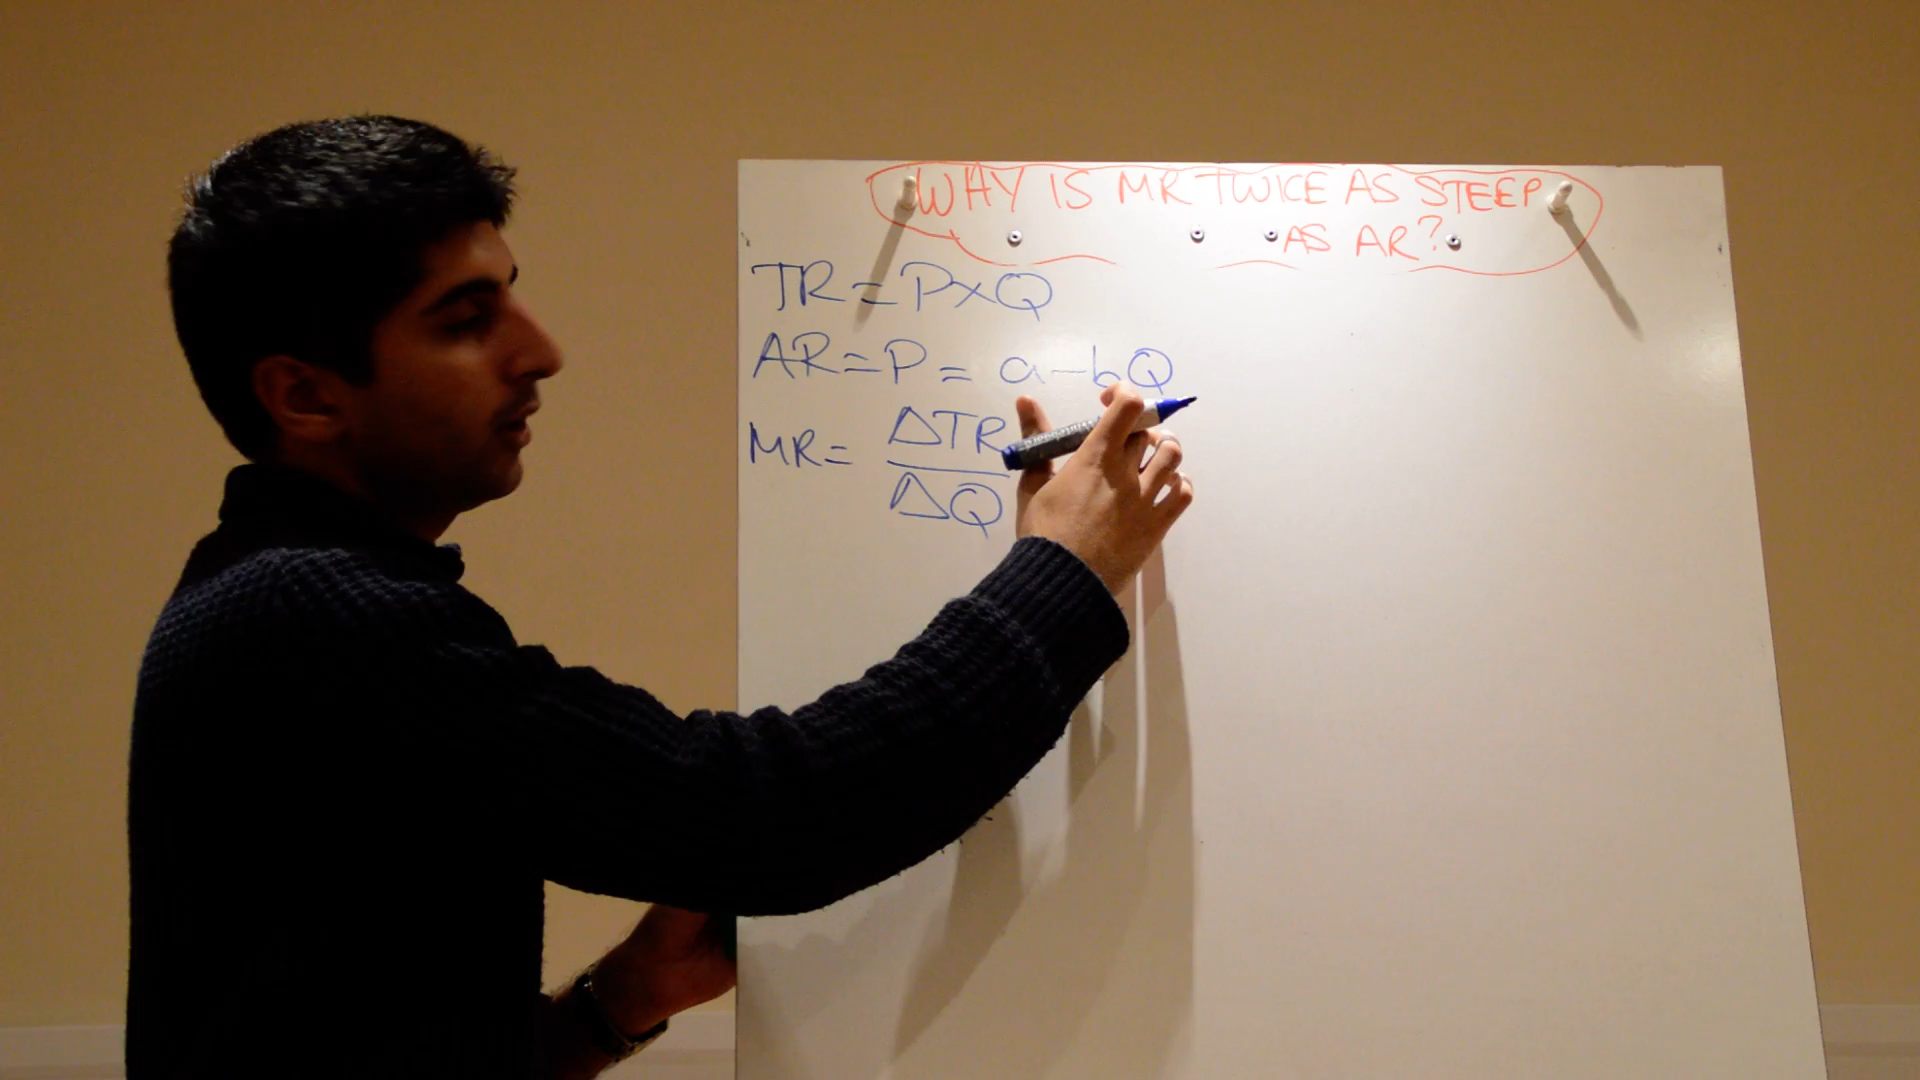 WHY IS MR TWICE AS STEEP
AS AR?
TR = P×Q
AR = P = a-bQ
MR = ΔTR
ΔQ